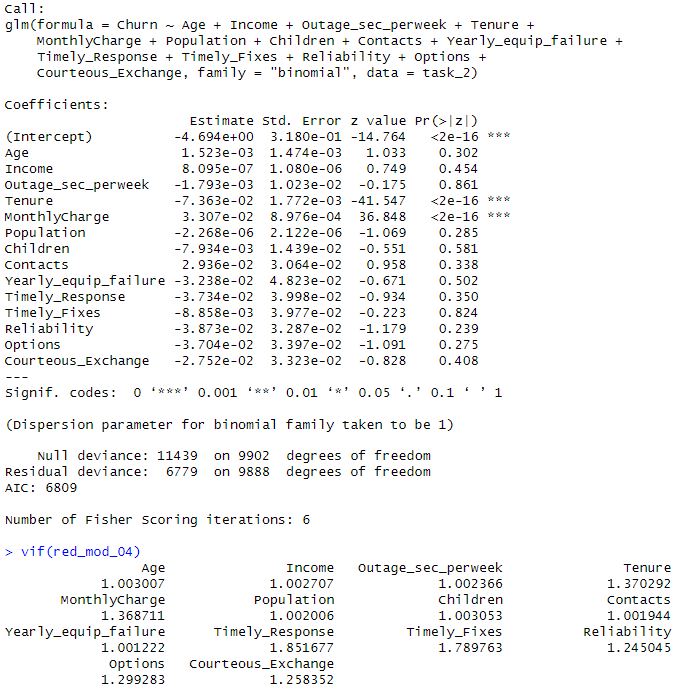 Call:
glm(formula = Churn ~ Age + Income + Outage_sec_perweek + Tenure +
    MonthlyCharge + Population + Children + Contacts + Yearly_equip_failure +
    Timely_Response + Timely_Fixes + Reliability + Options +
    Courteous_Exchange, family = "binomial", data = task_2)
Coefficients:
                       Estimate Std. Error z value Pr(>|z|)
(Intercept)          -4.694e+00  3.180e-01 -14.764   <2e-16 ***
Age                   1.523e-03  1.474e-03   1.033    0.302
Income                8.095e-07  1.080e-06   0.749    0.454
Outage_sec_perweek   -1.793e-03  1.023e-02  -0.175    0.861
Tenure               -7.363e-02  1.772e-03 -41.547   <2e-16 ***
MonthlyCharge         3.307e-02  8.976e-04  36.848   <2e-16 ***
Population           -2.268e-06  2.122e-06  -1.069    0.285
Children             -7.934e-03  1.439e-02  -0.551    0.581
Contacts              2.936e-02  3.064e-02   0.958    0.338
Yearly_equip_failure -3.238e-02  4.823e-02  -0.671    0.502
Timely_Response      -3.734e-02  3.998e-02  -0.934    0.350
Timely_Fixes         -8.858e-03  3.977e-02  -0.223    0.824
Reliability          -3.873e-02  3.287e-02  -1.179    0.239
Options              -3.704e-02  3.397e-02  -1.091    0.275
Courteous_Exchange   -2.752e-02  3.323e-02  -0.828    0.408
---
Signif. codes:  0 ‘***’ 0.001 ‘**’ 0.01 ‘*’ 0.05 ‘.’ 0.1 ‘ ’ 1
(Dispersion parameter for binomial family taken to be 1)
    Null deviance: 11439  on 9902  degrees of freedom
Residual deviance:  6779  on 9888  degrees of freedom
AIC: 6809
Number of Fisher Scoring iterations: 6
> vif(red_mod_04)
                 Age               Income   Outage_sec_perweek               Tenure
            1.003007             1.002707             1.002366             1.370292
       MonthlyCharge           Population             Children             Contacts
            1.368711             1.002006             1.003053             1.001944
Yearly_equip_failure      Timely_Response         Timely_Fixes          Reliability
            1.001222             1.851677             1.789763             1.245045
             Options   Courteous_Exchange
            1.299283             1.258352